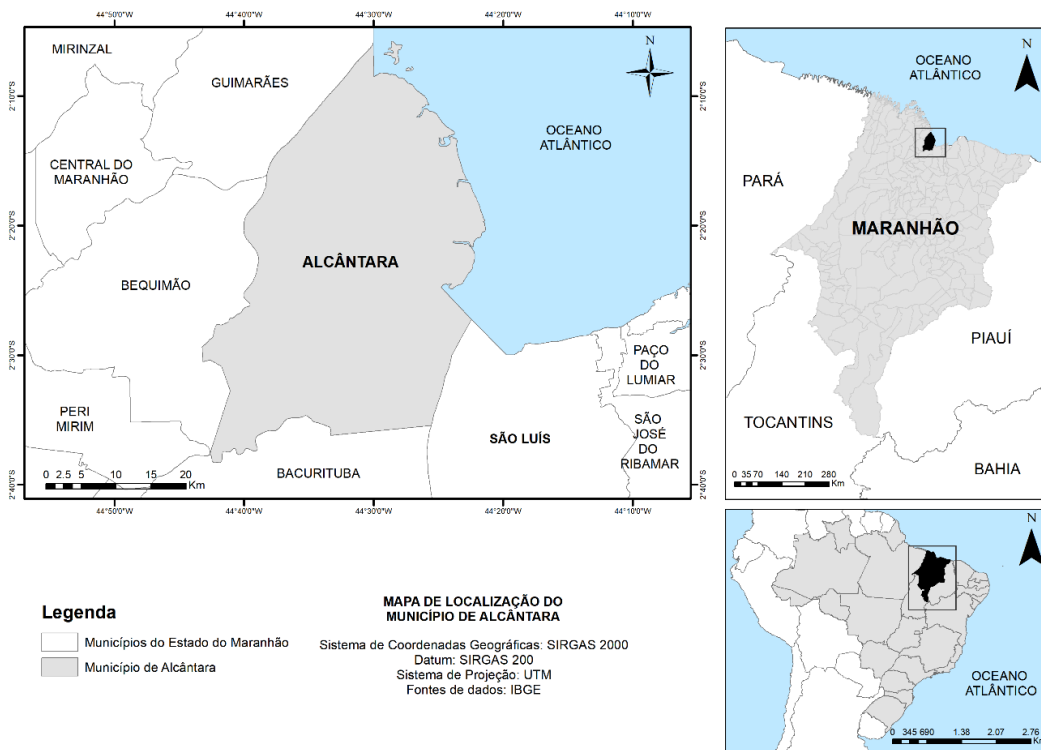 44°50'0"W 44°40'0"W 44°30'0"W 44°20'0"W 44°10'0"W
MIRINZAL
GUIMARÃES
N
OCEANO
ATLÂNTICO
CENTRAL DO
MARANHÃO
ALCÂNTARA
BEQUIMÃO
PAÇO
DO
LUMIAR
PERI
MIRIM
SÃO LUÍS
SÃO
JOSÉ
DO
RIBAMAR
BACURITUBA
0 2.5 5 10 15 20
Km
2°10'0"S
2°20'0"S
2°30'0"S
2°40'0"S
2°10'0"S
2°20'0"S
2°30'0"S
2°40'0"S
44°50'0"W 44°40'0"W 44°30'0"W 44°20'0"W 44°10'0"W
OCEANO
ATLÂNTICO
N
PARÁ
MARANHÃO
PIAUÍ
TOCANTINS
BAHIA
0 35 70 140 210 280
Km
N
OCEANO
ATLÂNTICO
0 345 690 1.38 2.07 2.76
Km
Legenda
Municípios do Estado do Maranhão
Município de Alcântara
MAPA DE LOCALIZAÇÃO DO
MUNICÍPIO DE ALCÂNTARA
Sistema de Coordenadas Geográficas: SIRGAS 2000
Datum: SIRGAS 200
Sistema de Projeção: UTM
Fontes de dados: IBGE